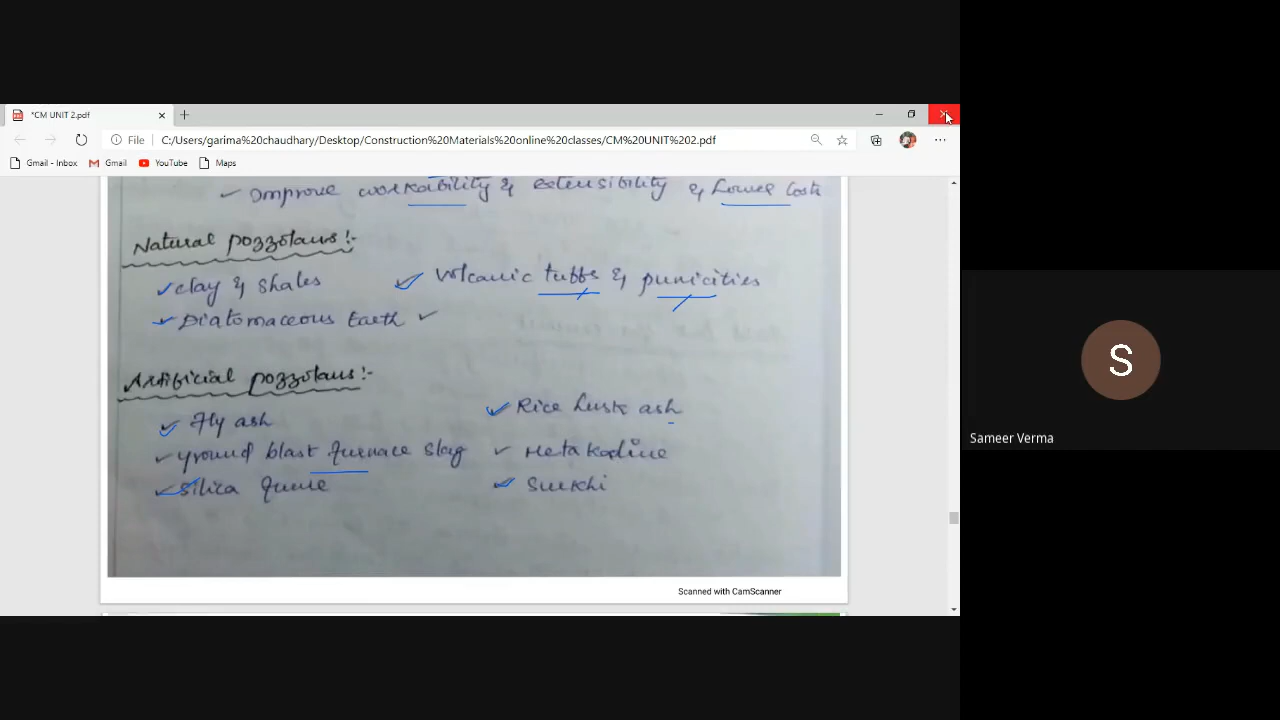 *CM UNIT 2.pdf
File C:/Users/garima%20chaudhary/Desktop/Construction%20Materials%20online%20classes/CM%20UNIT%202.pdf
Gmail - Inbox Gmail YouTube Maps
Improve workability & extensibility & Lower Costs
Natural pozzolans:-
clay & shales volcanic tubbs & punicities
Diatomaceous Earth
Artificial pozzolans:-
Fly ash Rice husk ash
Ground blast furnace slag Metakaoline
Silica fume Surkhi
Scanned with CamScanner
S
Sameer Verma